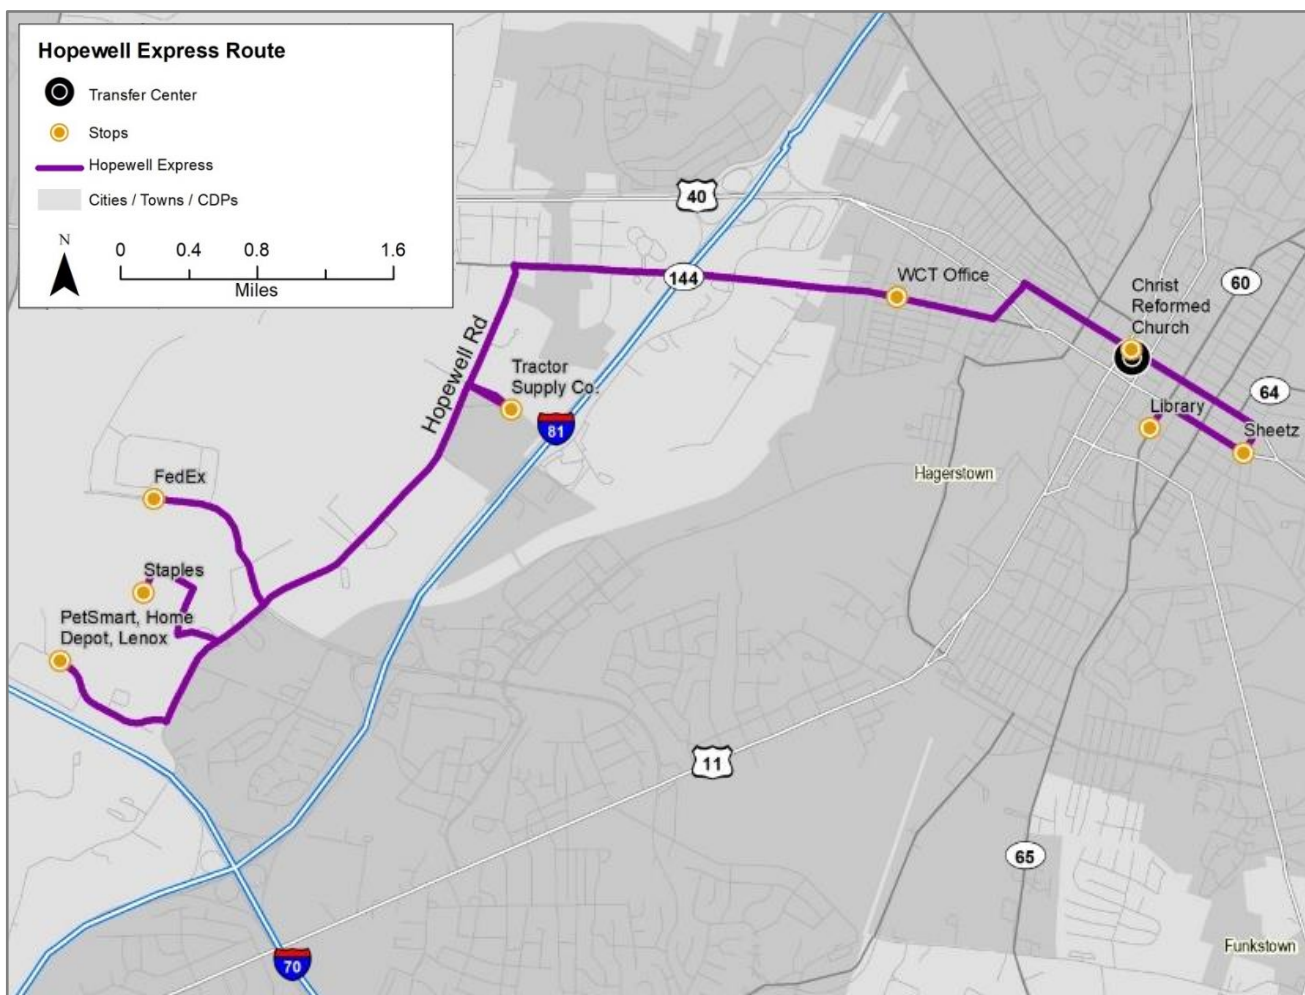 Hopewell Express Route
Transfer Center
Stops
Hopewell Express
Cities / Towns / CDPs
N
0 0.4 0.8 1.6
Miles
40
144
WCT Office
Christ
Reformed
Church
60
64
Library
Sheetz
Hopewell Rd
Tractor
Supply Co.
81
Hagerstown
FedEx
Staples
PetSmart, Home
Depot, Lenox
11
65
70
Funkstown